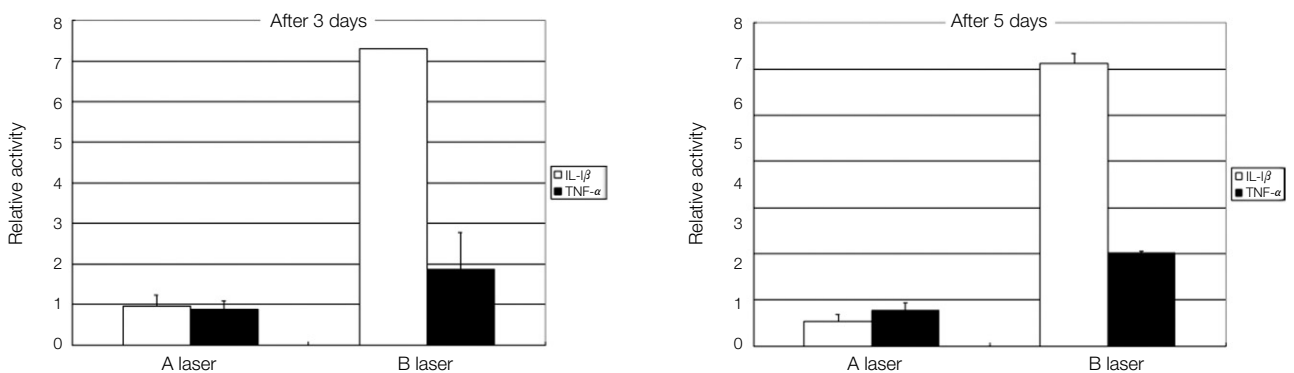 After 3 days
8
7
6
5
4
3
2
1
0
Relative activity
A laser
B laser
IL-Iβ
TNF-α
After 5 days
8
7
6
5
4
3
2
1
0
Relative activity
A laser
B laser
IL-Iβ
TNF-α